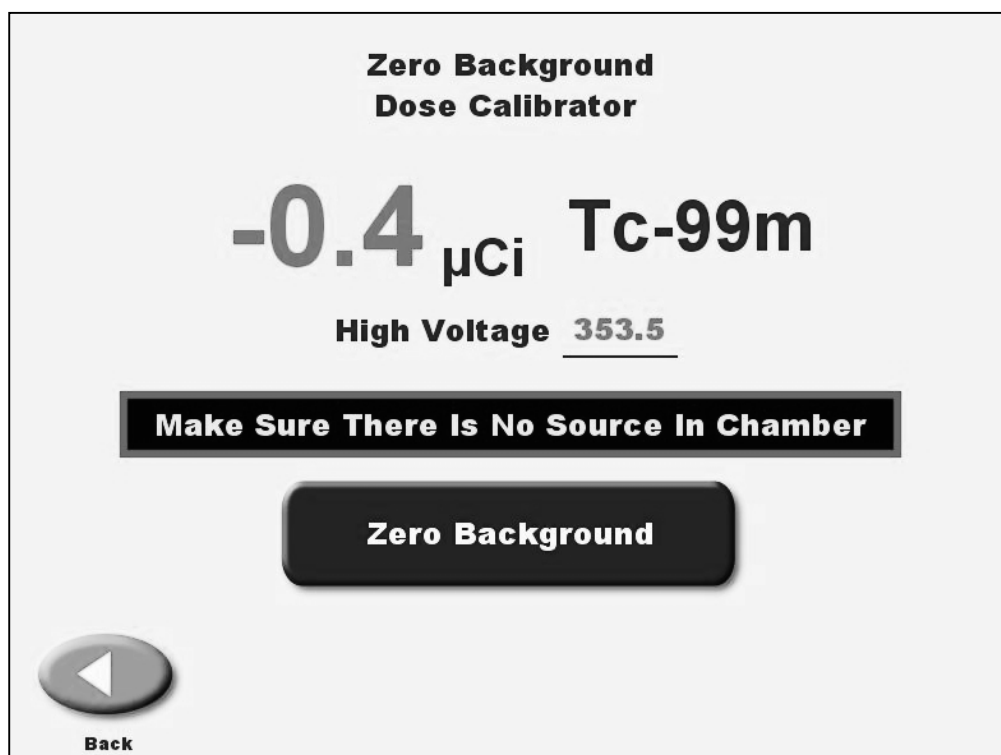 Zero Background
Dose Calibrator
-0.4 µCi Tc-99m
High Voltage 353.5
Make Sure There Is No Source In Chamber
Zero Background
Back